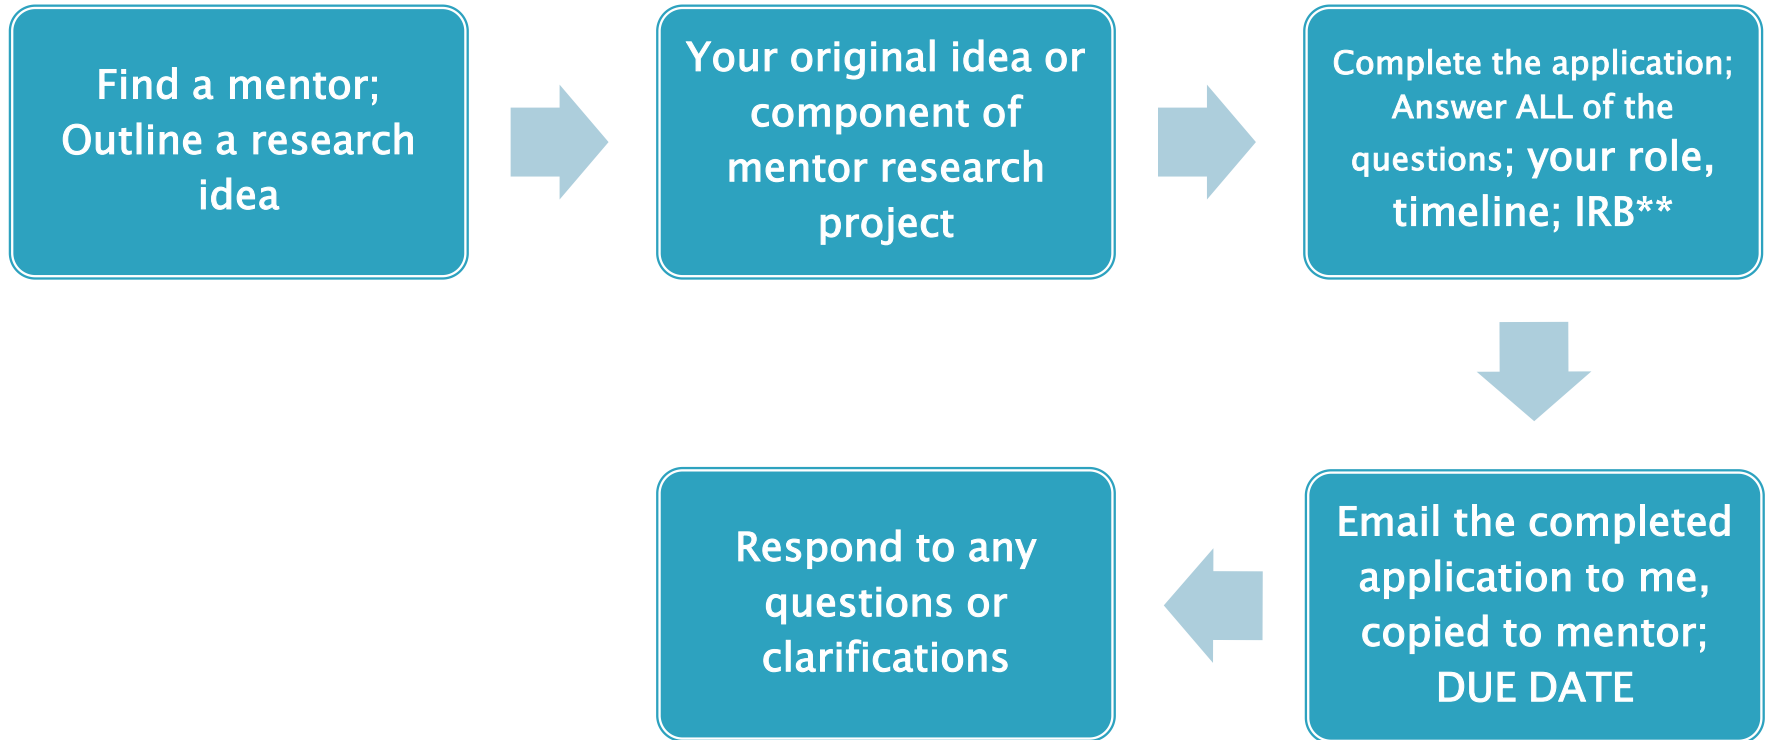 Find a mentor;
Outline a research
idea
Your original idea or
component of
mentor research
project
Complete the application;
Answer ALL of the
questions; your role,
timeline; IRB**
Email the completed
application to me,
copied to mentor;
DUE DATE
Respond to any
questions or
clarifications